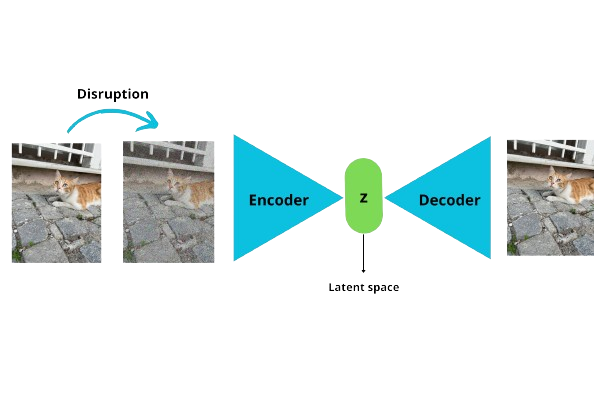 Disruption
Encoder
z
Decoder
Latent space